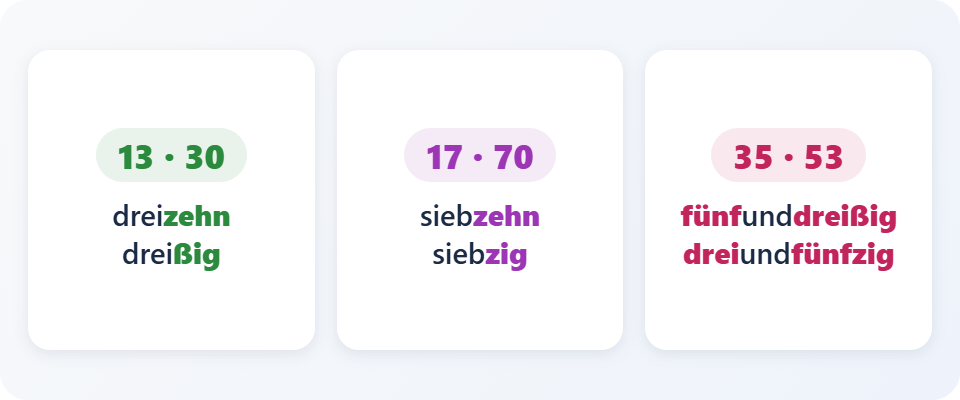 13 · 30
dreizehn
dreißig
17 · 70
siebzehn
siebzig
35 · 53
fünfunddreißig
dreiundfünfzig